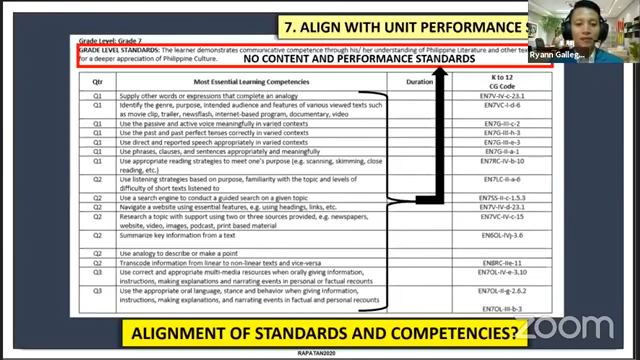 7. ALIGN WITH UNIT PERFORMANCE S
Ryann Galleg
Grade Level: Grade 7
GRADE LEVEL STANDARDS: The learner demonstrates communicative competence through his/ her understanding of Philippine Literature and other tex
for a deeper appreciation of Philippine Culture.
NO CONTENT AND PERFORMANCE STANDARDS
Qtr Most Essential Learning Competencies Duration K to 12
CG Code
Q1 Supply other words or expressions that complete an analogy EN7V-IV-c-23.1
Q1 Identify the genre, purpose, intended audience and features of various viewed texts such
as movie clip, trailer, newsflash, internet-based program, documentary, video EN7VC-I-d-6
Q1 Use the passive and active voice meaningfully in varied contexts EN7G-III-c-2
Q1 Use the past and past perfect tenses correctly in varied contexts EN7G-III-h-3
Q1 Use direct and reported speech appropriately in varied contexts EN7G-III-e-3
Q1 Use phrases, clauses, and sentences appropriately and meaningfully EN7G-II-a-1
Q1 Use appropriate reading strategies to meet one's purpose (e.g. scanning, skimming, close
reading, etc.) EN7RC-IV-b-10
Q2 Use listening strategies based on purpose, familiarity with the topic and levels of
difficulty of short texts listened to EN7LC-II-a-6
Q2 Use a search engine to conduct a guided search on a given topic EN7SS-II-c-1.5.3
Q2 Navigate a website using essential features, e.g. using headings, links, etc. EN7V-IV-d-23.1
Q2 Research a topic with support using two or three sources provided, e.g. newspapers,
website, video, images, podcast, print based material EN7VC-IV-c-15
Q2 Summarize key information from a text EN6OL-IVj-3.6
Q2 Use analogy to describe or make a point
Q2 Transcode information from linear to non-linear texts and vice-versa EN8RC-IIe-11
Q3 Use correct and appropriate multi-media resources when orally giving information,
instructions, making explanations and narrating events in personal or factual recounts EN7OL-IV-e-3.10
Q3 Use the appropriate oral language, stance and behavior when giving information,
instructions, making explanations, and narrating events in factual and personal recounts EN7OL-II-g-2.6.2
EN7OL-III-b-3
ALIGNMENT OF STANDARDS AND COMPETENCIES?
zoom
RAPATAN2020